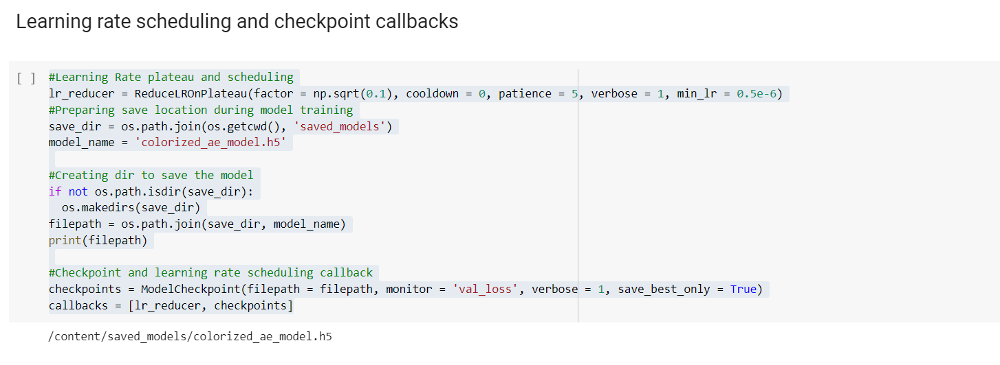 Learning rate scheduling and checkpoint callbacks
[ ] #Learning Rate plateau and scheduling
lr_reducer = ReduceLROnPlateau(factor = np.sqrt(0.1), cooldown = 0, patience = 5, verbose = 1, min_lr = 0.5e-6)
#Preparing save location during model training
save_dir = os.path.join(os.getcwd(), 'saved_models')
model_name = 'colorized_ae_model.h5'
#Creating dir to save the model
if not os.path.isdir(save_dir):
  os.makedirs(save_dir)
filepath = os.path.join(save_dir, model_name)
print(filepath)
#Checkpoint and learning rate scheduling callback
checkpoints = ModelCheckpoint(filepath = filepath, monitor = 'val_loss', verbose = 1, save_best_only = True)
callbacks = [lr_reducer, checkpoints]
/content/saved_models/colorized_ae_model.h5